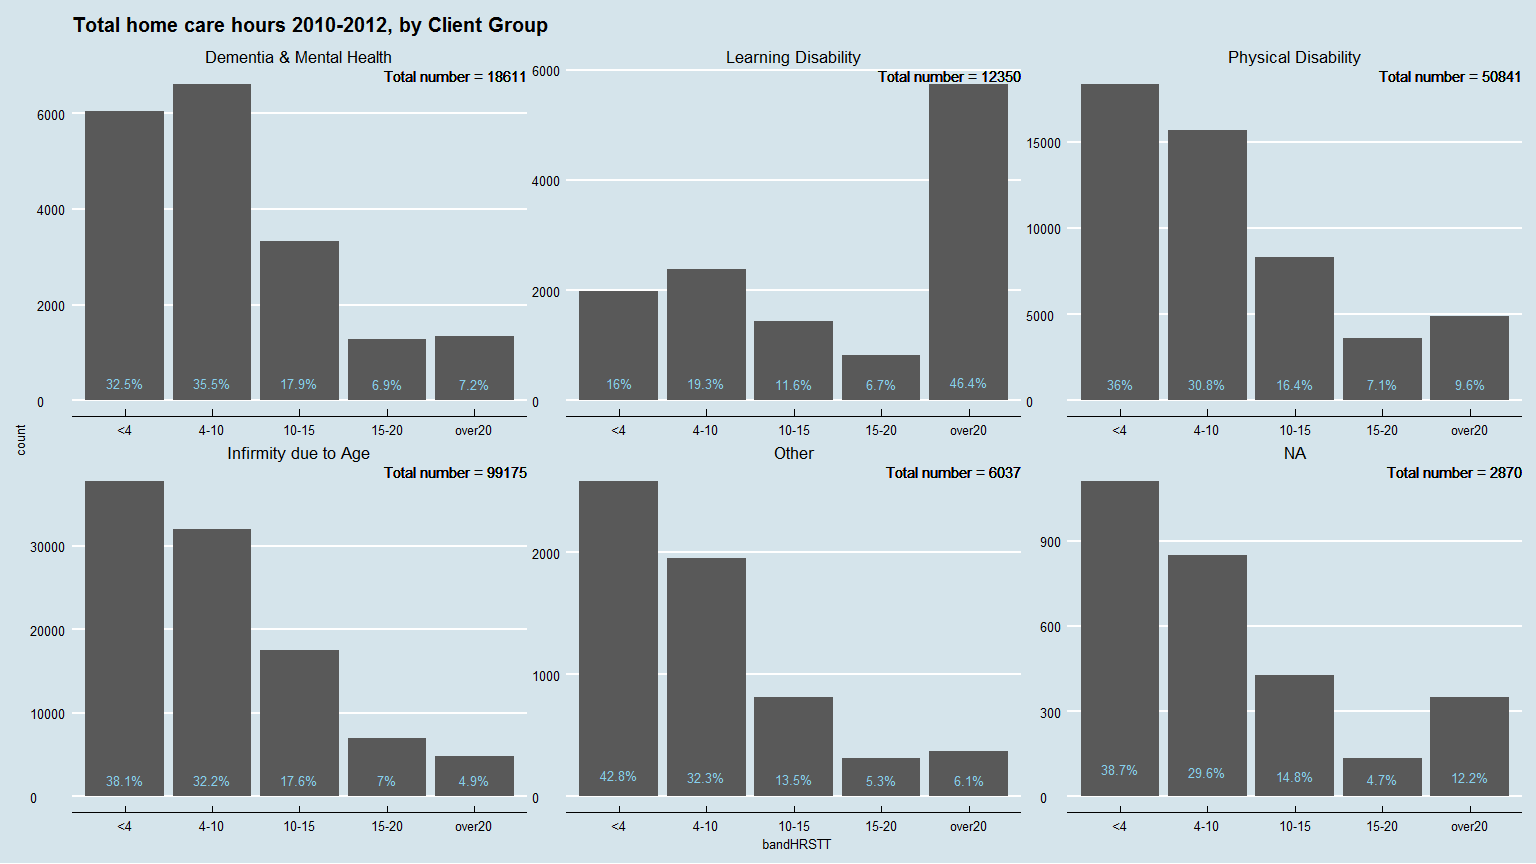 Total home care hours 2010-2012, by Client Group
Dementia & Mental Health
Total number = 18611
6000
4000
2000
0
32.5% 35.5% 17.9% 6.9% 7.2%
<4 4-10 10-15 15-20 over20
Learning Disability
Total number = 12350
6000
4000
2000
0
16% 19.3% 11.6% 6.7% 46.4%
<4 4-10 10-15 15-20 over20
Physical Disability
Total number = 50841
15000
10000
5000
0
36% 30.8% 16.4% 7.1% 9.6%
<4 4-10 10-15 15-20 over20
count
Infirmity due to Age
Total number = 99175
30000
20000
10000
0
38.1% 32.2% 17.6% 7% 4.9%
<4 4-10 10-15 15-20 over20
Other
Total number = 6037
2000
1000
0
42.8% 32.3% 13.5% 5.3% 6.1%
<4 4-10 10-15 15-20 over20
NA
Total number = 2870
900
600
300
0
38.7% 29.6% 14.8% 4.7% 12.2%
<4 4-10 10-15 15-20 over20
bandHRSTT